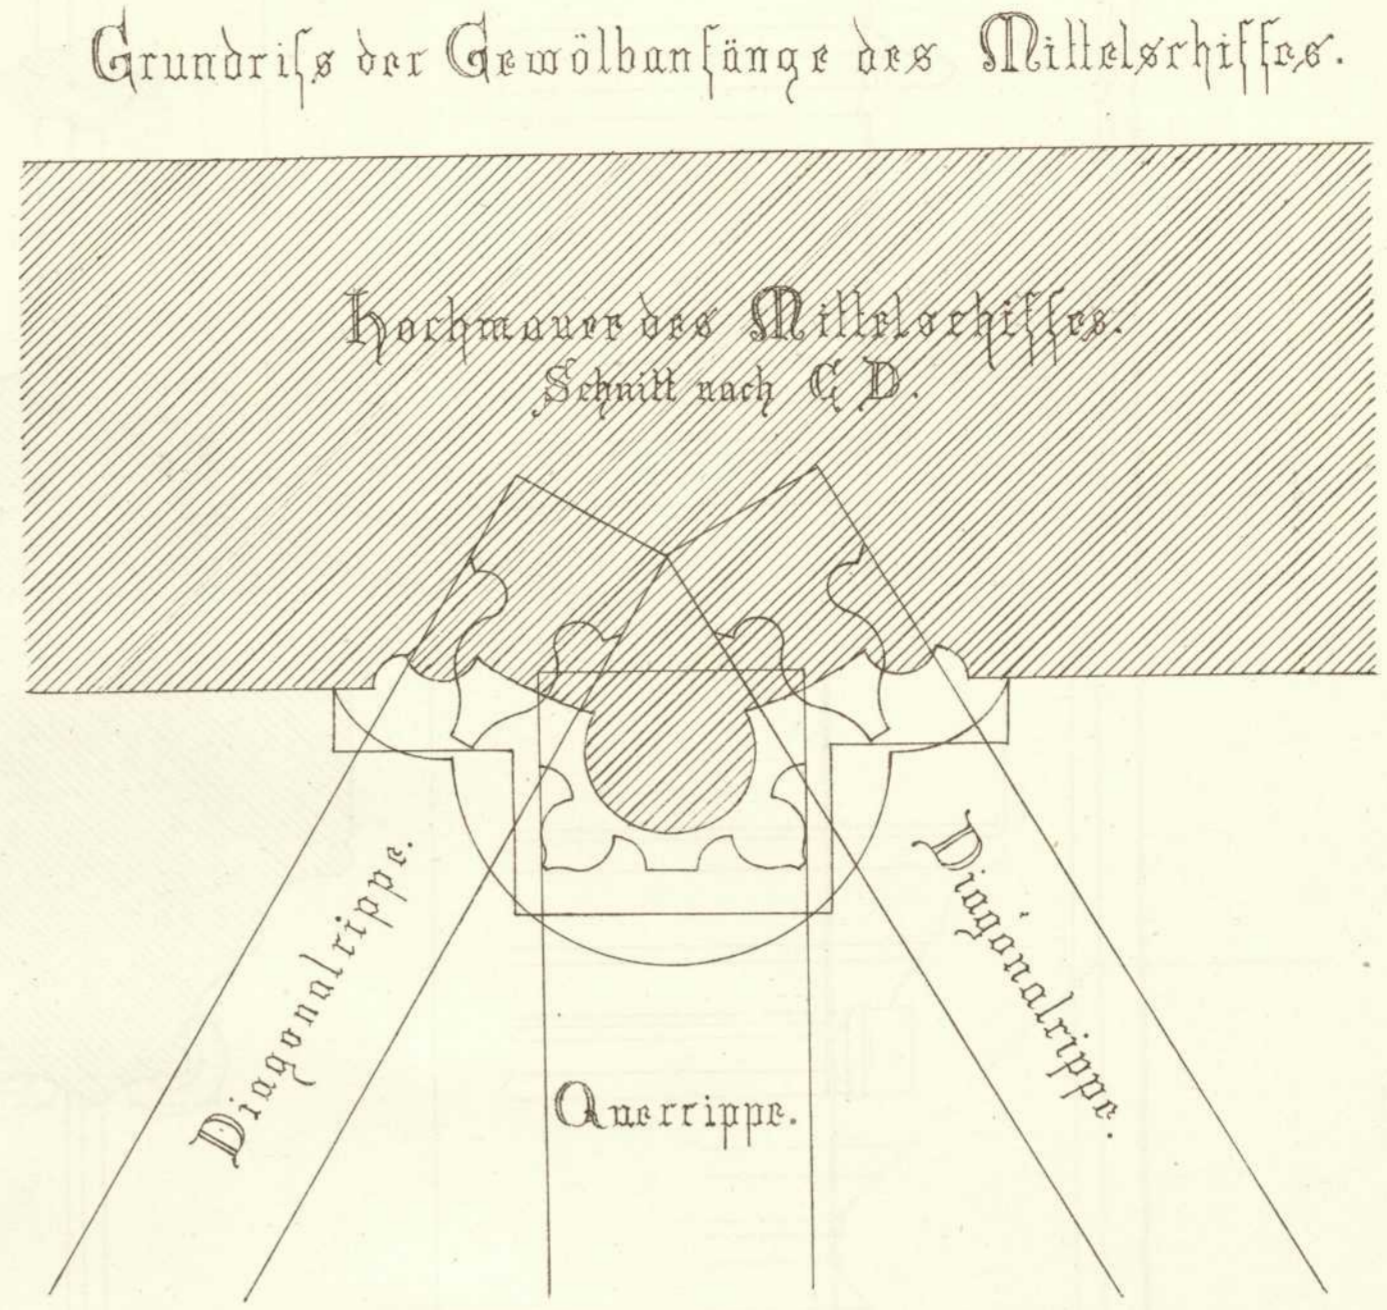 Grundriſs der Gewölbanfänge des Mittelschiffes.
Hochmauer des Mittelschiffes.
Schnitt nach C D.
Diagonalrippe.
Querrippe.
Diagonalrippe.